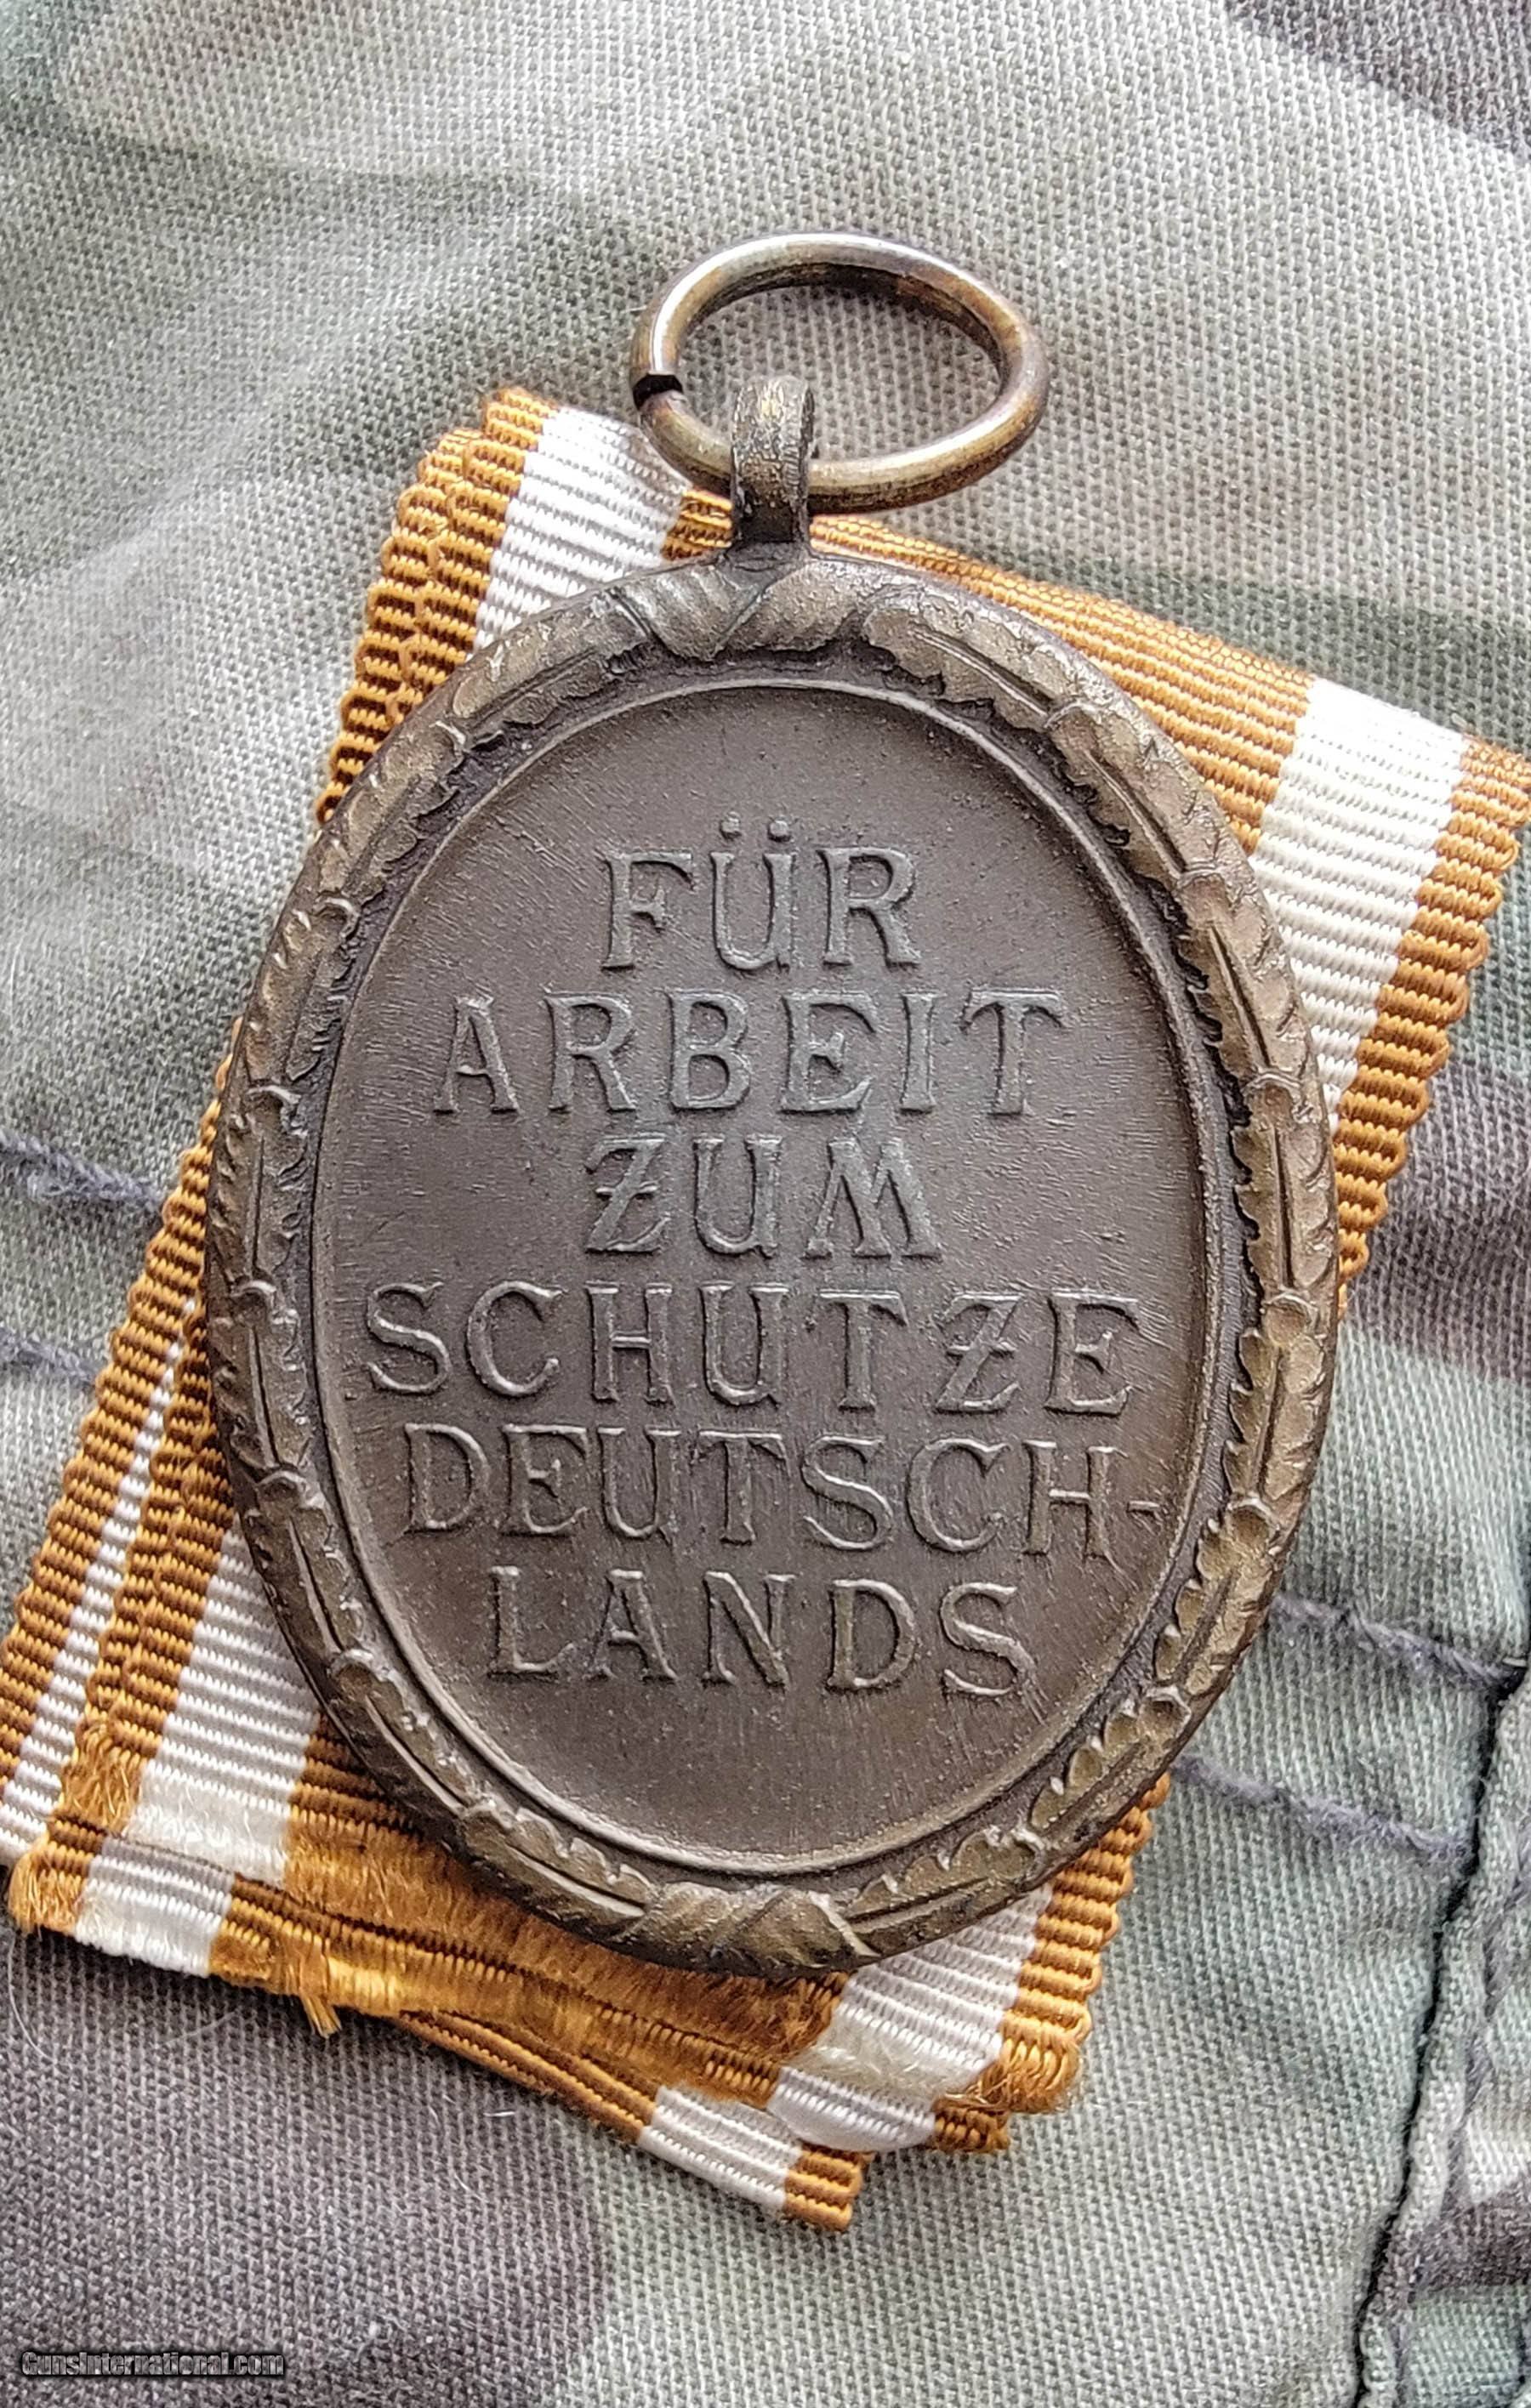 FÜR
ARBEIT
ZUM
SCHUTZE
DEUTSCH-
LANDS
GunsInternational.com